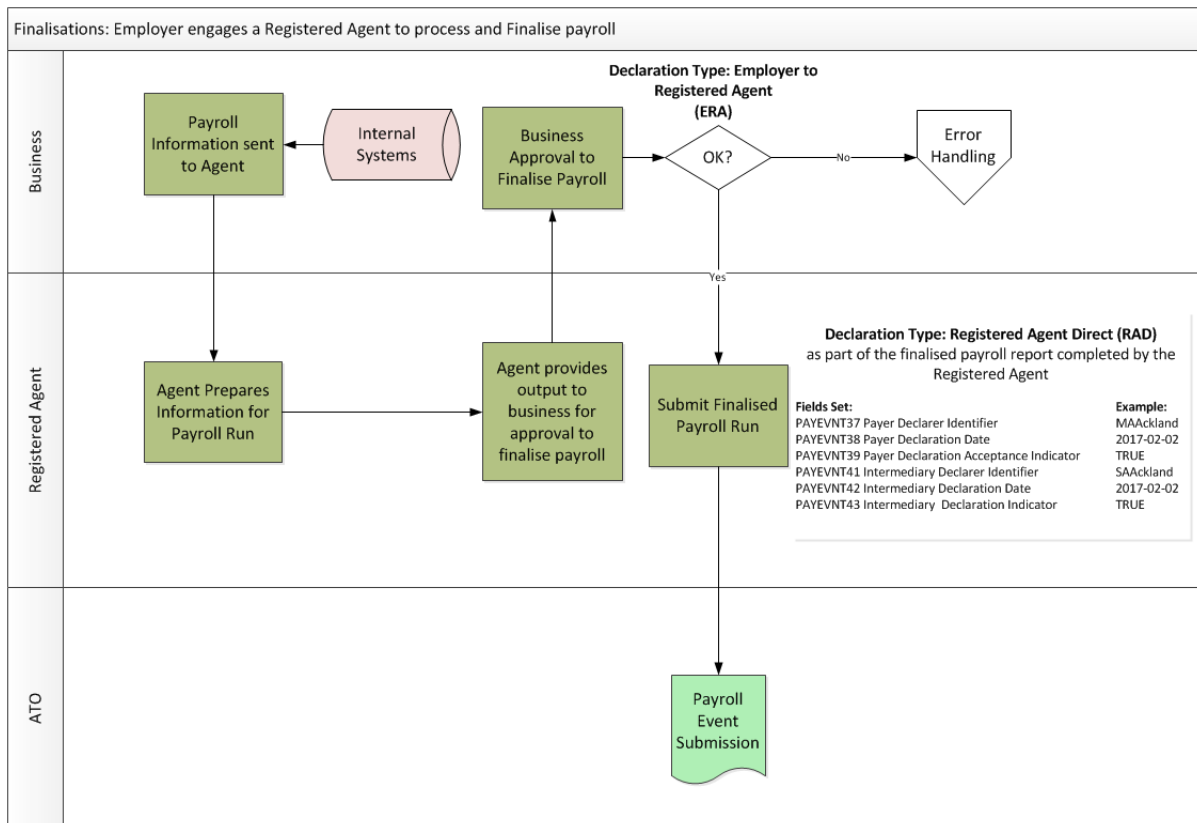 Finalisations: Employer engages a Registered Agent to process and Finalise payroll
Business
Payroll
Information sent
to Agent
Internal
Systems
Business
Approval to
Finalise Payroll
Declaration Type: Employer to
Registered Agent
(ERA)
OK?
No
Error
Handling
Yes
Registered Agent
Agent Prepares
Information for
Payroll Run
Agent provides
output to
business for
approval to
finalise payroll
Submit Finalised
Payroll Run
Declaration Type: Registered Agent Direct (RAD)
as part of the finalised payroll report completed by the
Registered Agent
Fields Set: Example:
PAYEVNT37 Payer Declarer Identifier MAAckland
PAYEVNT38 Payer Declaration Date 2017-02-02
PAYEVNT39 Payer Declaration Acceptance Indicator TRUE
PAYEVNT41 Intermediary Declarer Identifier SAAckland
PAYEVNT42 Intermediary Declaration Date 2017-02-02
PAYEVNT43 Intermediary Declaration Indicator TRUE
ATO
Payroll
Event
Submission